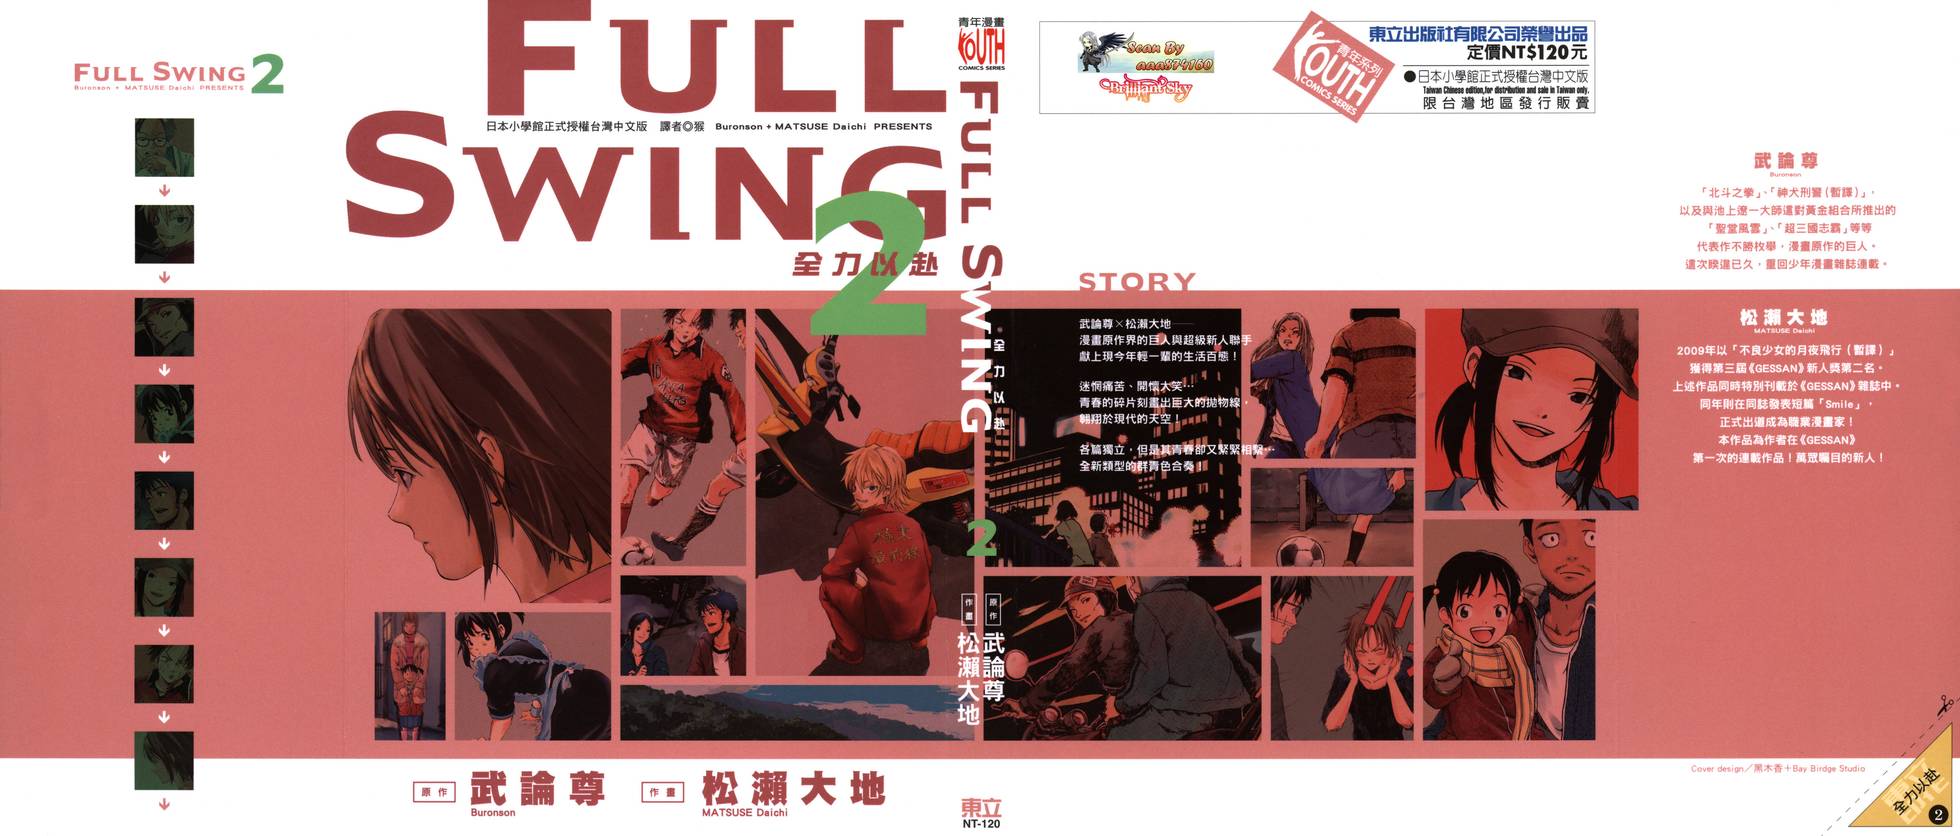 FULL SWING 2
Buronson + MATSUSE Daichi PRESENTS
FULL
日本小學館正式授權台灣中文版 譯者◎猴 Buronson + MATSUSE Daichi PRESENTS
SWING
2
全力以赴
原作
武論尊
Buronson
作畫
松瀨大地
MATSUSE Daichi
青年漫畫
YOUTH
COMICS SERIES
FULL SWING
全力以赴
2
原作
武論尊
作畫
松瀨大地
東立
NT-120
Scan By
aaa874160
Brilliant Sky
青年系列
YOUTH
COMICS SERIES
東立出版社有限公司榮譽出品
定價NT$120元
●日本小學館正式授權台灣中文版
Taiwan Chinese edition,for distribution and sale in Taiwan only.
限台灣地區發行販賣
STORY
武論尊×松瀨大地——
漫畫原作界的巨人與超級新人聯手
獻上現今年輕一輩的生活百態！
迷惘痛苦、開懷大笑…
青春的碎片刻畫出巨大的拋物線，
翱翔於現代的天空！
各篇獨立，但是其青春卻又緊緊相繫…
全新類型的群青色合奏！
武論尊
Buronson
「北斗之拳」、「神犬刑警（暫譯）」，
以及與池上遼一大師這對黃金組合所推出的
「聖堂風雲」、「超三國志霸」等等
代表作不勝枚舉，漫畫原作的巨人。
這次睽違已久，重回少年漫畫雜誌連載。
松瀨大地
MATSUSE Daichi
2009年以「不良少女的月夜飛行（暫譯）」
獲得第三屆《GESSAN》新人獎第二名。
上述作品同時特別刊載於《GESSAN》雜誌中。
同年則在同誌發表短篇「Smile」，
正式出道成為職業漫畫家！
本作品為作者在《GESSAN》
第一次的連載作品！萬眾矚目的新人！
Cover design／黑木香＋Bay Birdge Studio
全力以赴
2